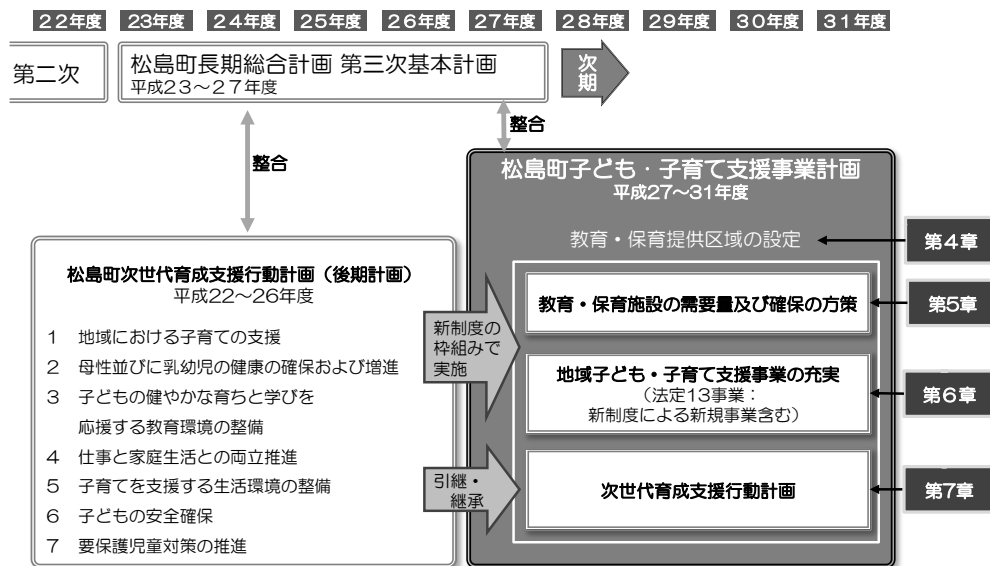 22年度 23年度 24年度 25年度 26年度 27年度 28年度 29年度 30年度 31年度
第二次
松島町長期総合計画 第三次基本計画
平成23～27年度
次
期
整合
整合
松島町子ども・子育て支援事業計画
平成27～31年度
教育・保育提供区域の設定
第4章
松島町次世代育成支援行動計画（後期計画）
平成22～26年度
1 地域における子育ての支援
2 母性並びに乳幼児の健康の確保および増進
3 子どもの健やかな育ちと学びを
応援する教育環境の整備
4 仕事と家庭生活との両立推進
5 子育てを支援する生活環境の整備
6 子どもの安全確保
7 要保護児童対策の推進
新制度の
枠組みで
実施
引継・
継承
教育・保育施設の需要量及び確保の方策
第5章
地域子ども・子育て支援事業の充実
（法定13事業：
新制度による新規事業含む）
第6章
次世代育成支援行動計画
第7章